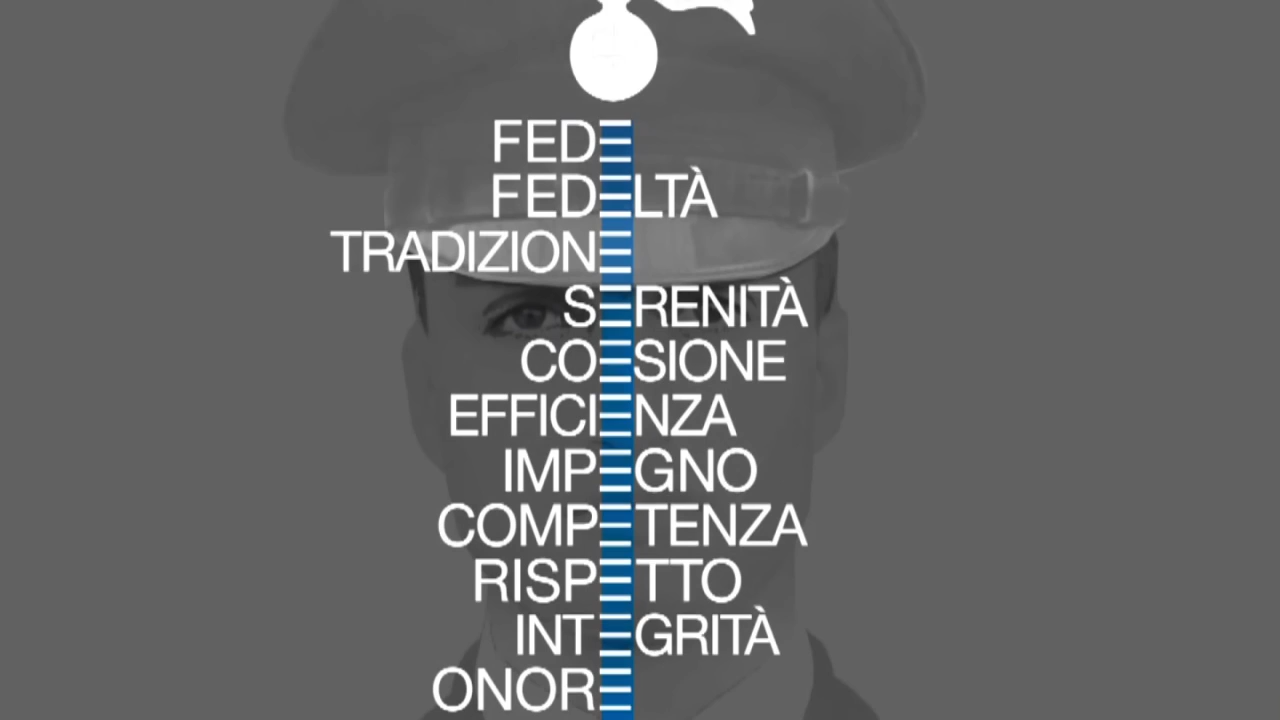 FEDE
FEDELTÀ
TRADIZIONE
SERENITÀ
COESIONE
EFFICIENZA
IMPEGNO
COMPETENZA
RISPETTO
INTEGRITÀ
ONORE